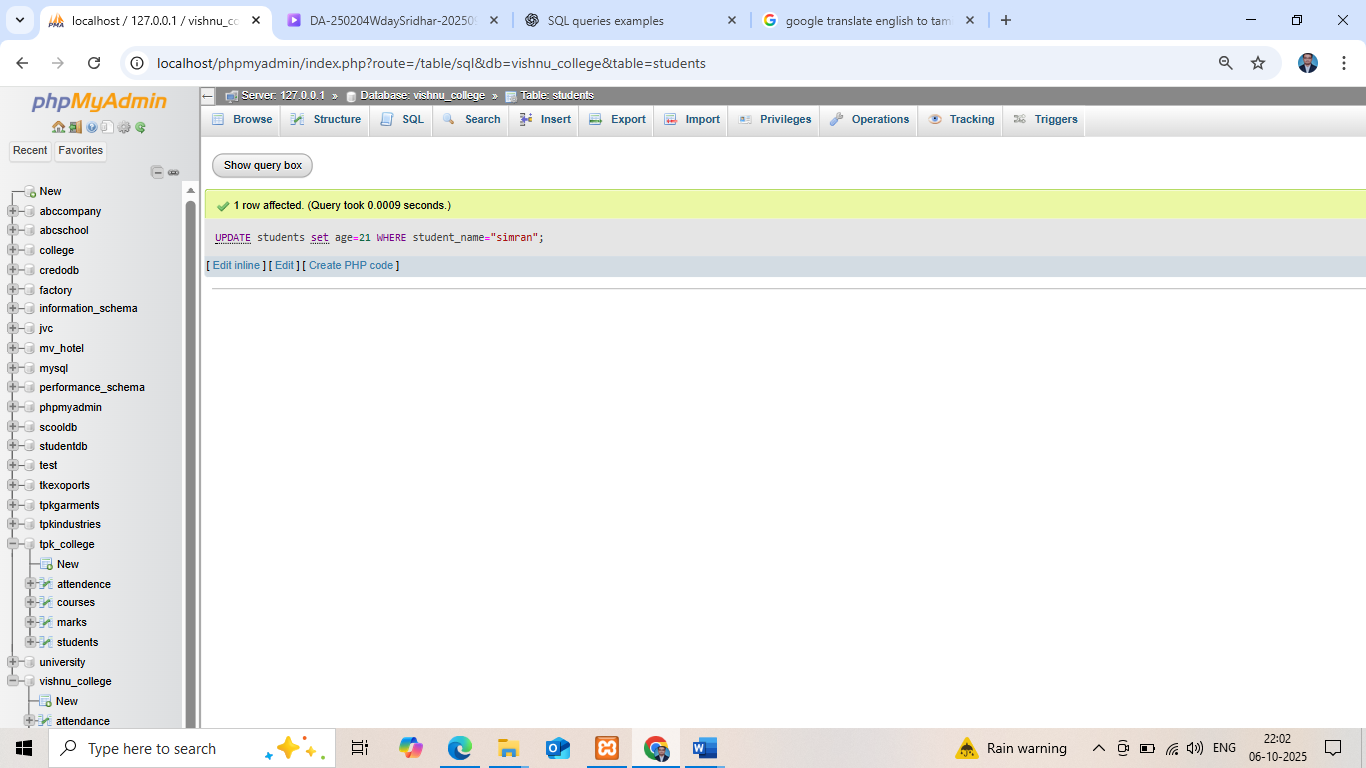 localhost / 127.0.0.1 / vishnu_co
DA-250204WdaySridhar-202509
SQL queries examples
google translate english to tam
localhost/phpmyadmin/index.php?route=/table/sql&db=vishnu_college&table=students
phpMyAdmin
Recent
Favorites
New
abccompany
abcschool
college
credodb
factory
information_schema
jvc
mv_hotel
mysql
performance_schema
phpmyadmin
scooldb
studentdb
test
tkexoports
tpkgarments
tpkindustries
tpk_college
New
attendence
courses
marks
students
university
vishnu_college
New
attendance
Server: 127.0.0.1 » Database: vishnu_college » Table: students
Browse Structure SQL Search Insert Export Import Privileges Operations Tracking Triggers
Show query box
1 row affected. (Query took 0.0009 seconds.)
UPDATE students set age=21 WHERE student_name="simran";
[ Edit inline ] [ Edit ] [ Create PHP code ]
Type here to search
Rain warning
ENG
22:02
06-10-2025